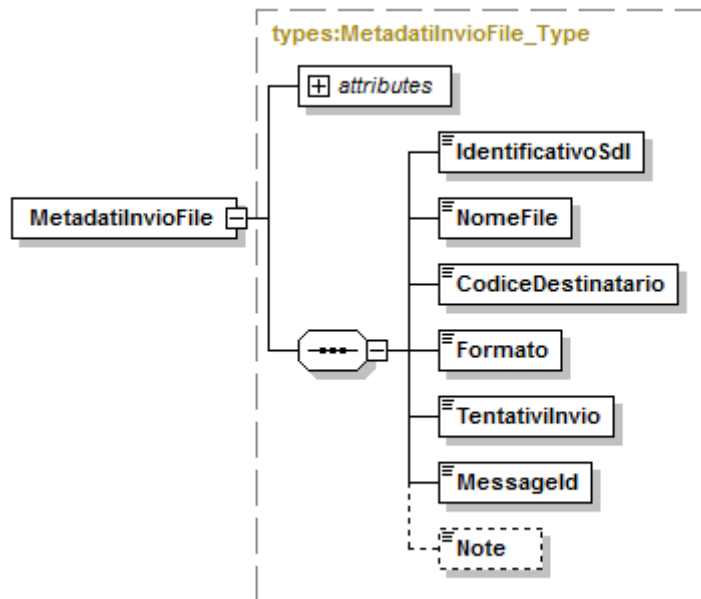 types:MetadatiInvioFile_Type
attributes
IdentificativoSdI
MetadatiInvioFile
NomeFile
CodiceDestinatario
Formato
TentativiInvio
MessageId
Note